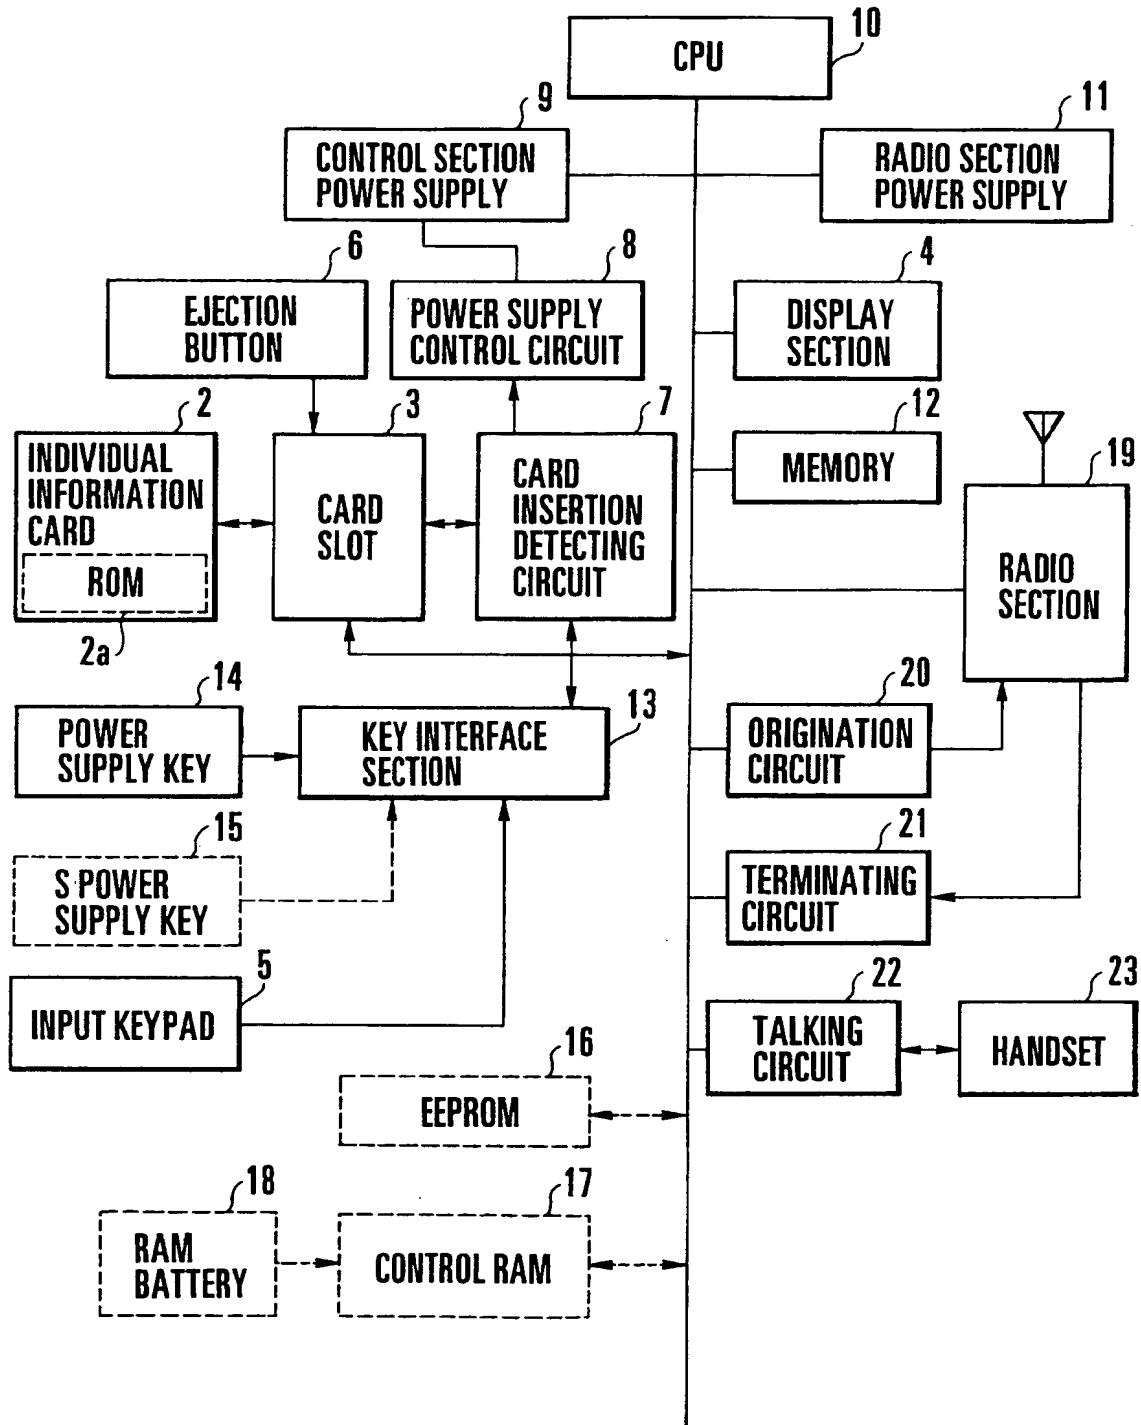 10
CPU
9
CONTROL SECTION
POWER SUPPLY
11
RADIO SECTION
POWER SUPPLY
6
EJECTION
BUTTON
8
POWER SUPPLY
CONTROL CIRCUIT
4
DISPLAY
SECTION
2
INDIVIDUAL
INFORMATION
CARD
ROM
2a
3
CARD
SLOT
7
CARD
INSERTION
DETECTING
CIRCUIT
12
MEMORY
19
RADIO
SECTION
14
POWER
SUPPLY KEY
13
KEY INTERFACE
SECTION
20
ORIGINATION
CIRCUIT
15
S POWER
SUPPLY KEY
21
TERMINATING
CIRCUIT
5
INPUT KEYPAD
22
TALKING
CIRCUIT
23
HANDSET
16
EEPROM
18
RAM
BATTERY
17
CONTROL RAM